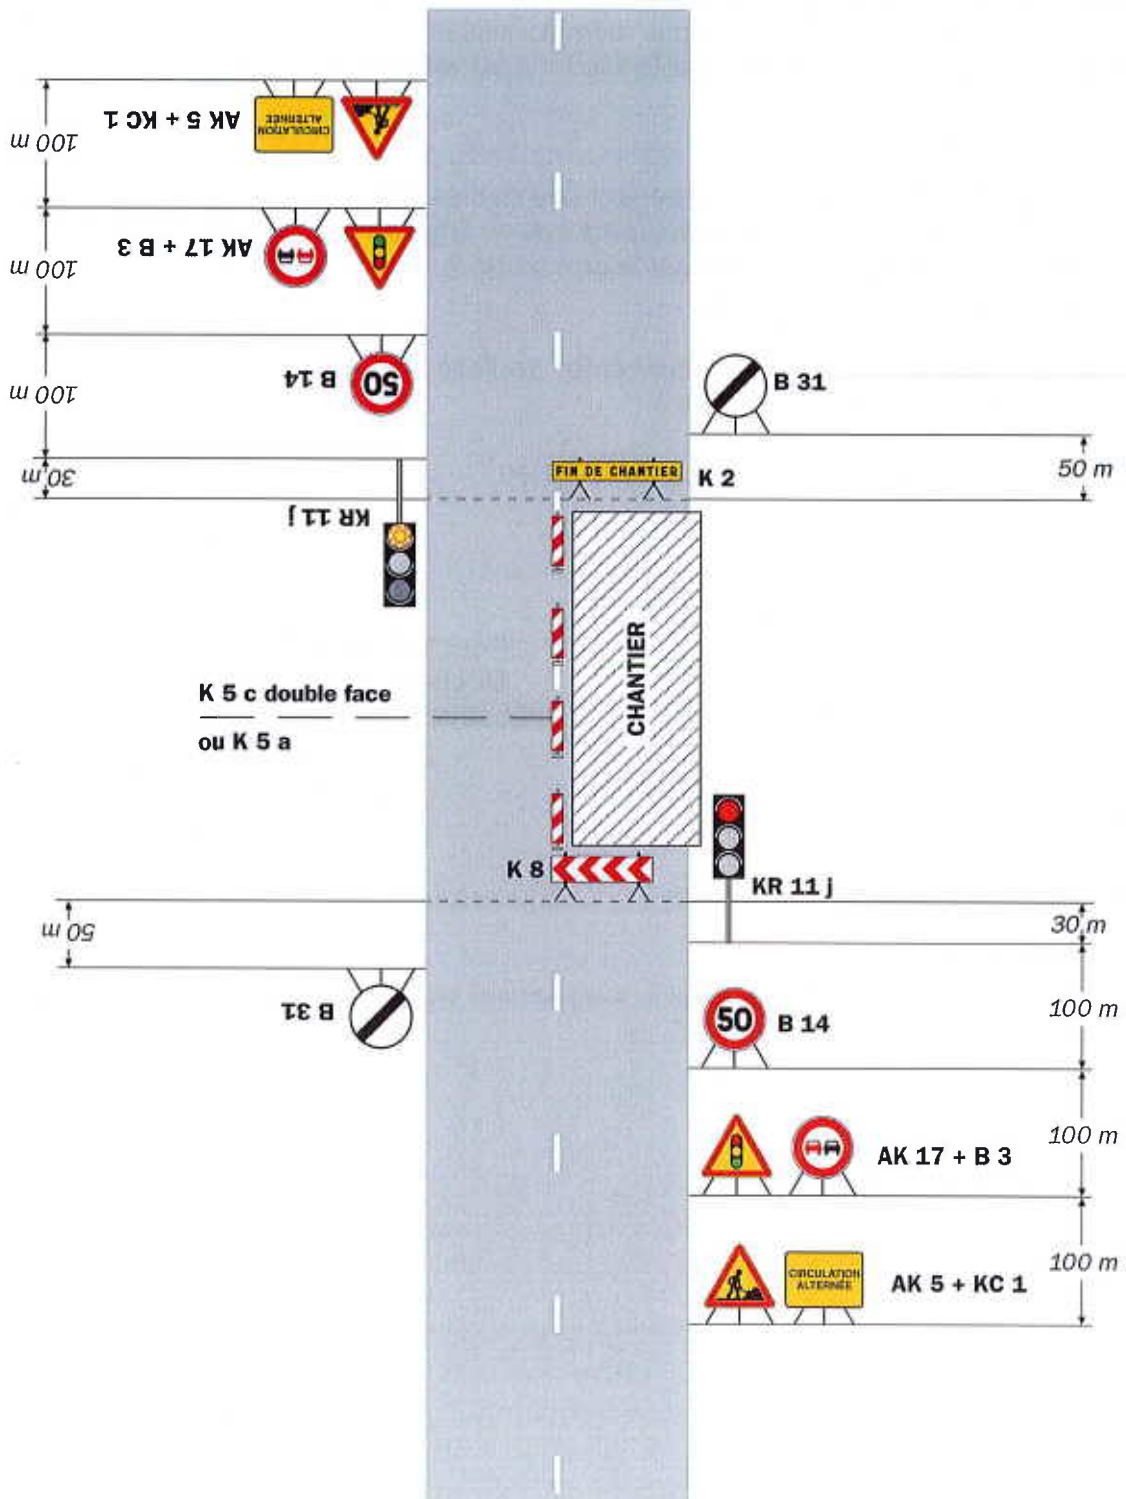 100 m
AK 5 + KC 1
CIRCULATION
ALTERNÉE
100 m
AK 17 + B 3
100 m
B 14
50
B 31
30 m
FIN DE CHANTIER
K 2
50 m
KR 11 j
CHANTIER
K 5 c double face
ou K 5 a
K 8
KR 11 j
50 m
30 m
B 31
50
B 14
100 m
AK 17 + B 3
100 m
CIRCULATION
ALTERNÉE
AK 5 + KC 1
100 m